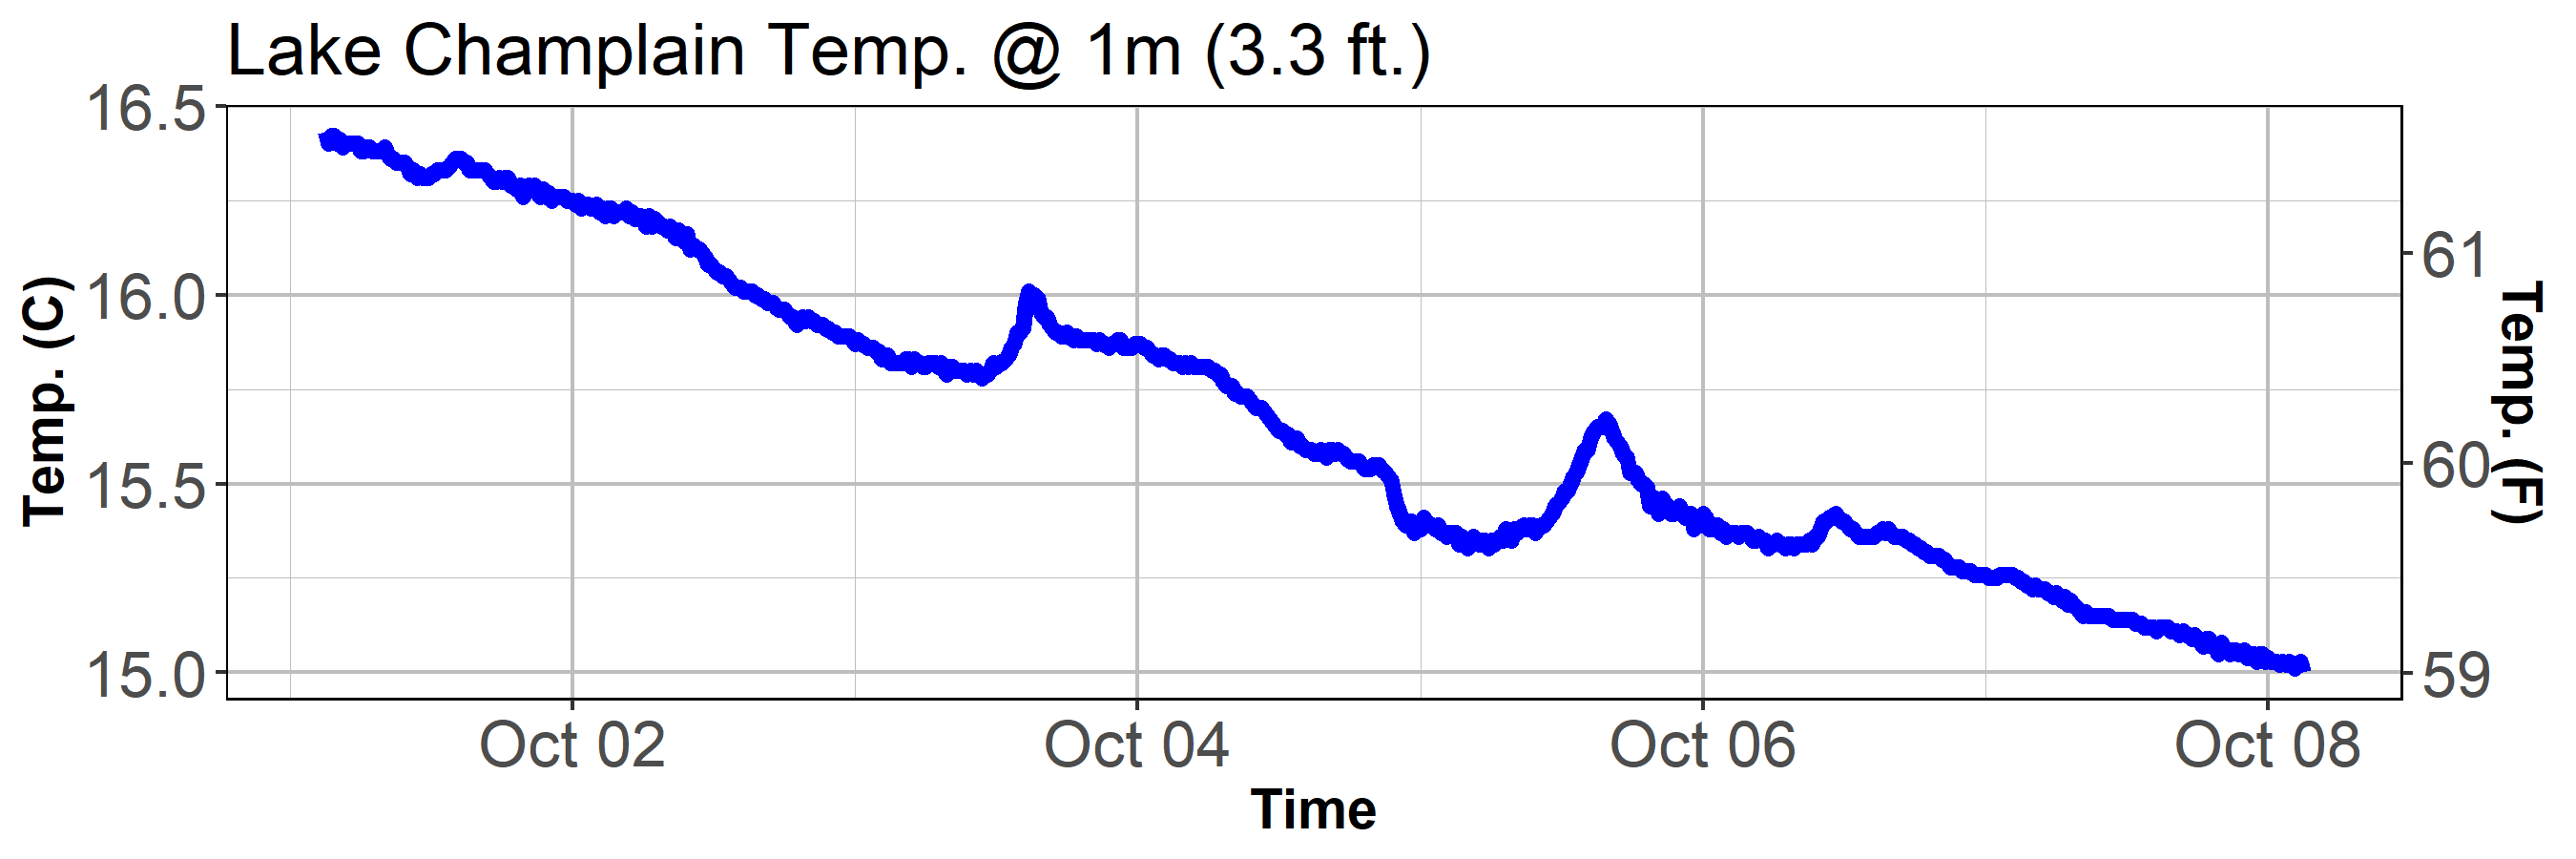 Lake Champlain Temp. @ 1m (3.3 ft.)
16.5
16.0
15.5
15.0
Temp. (C)
61
60
59
Temp. (F)
Oct 02
Oct 04
Oct 06
Oct 08
Time